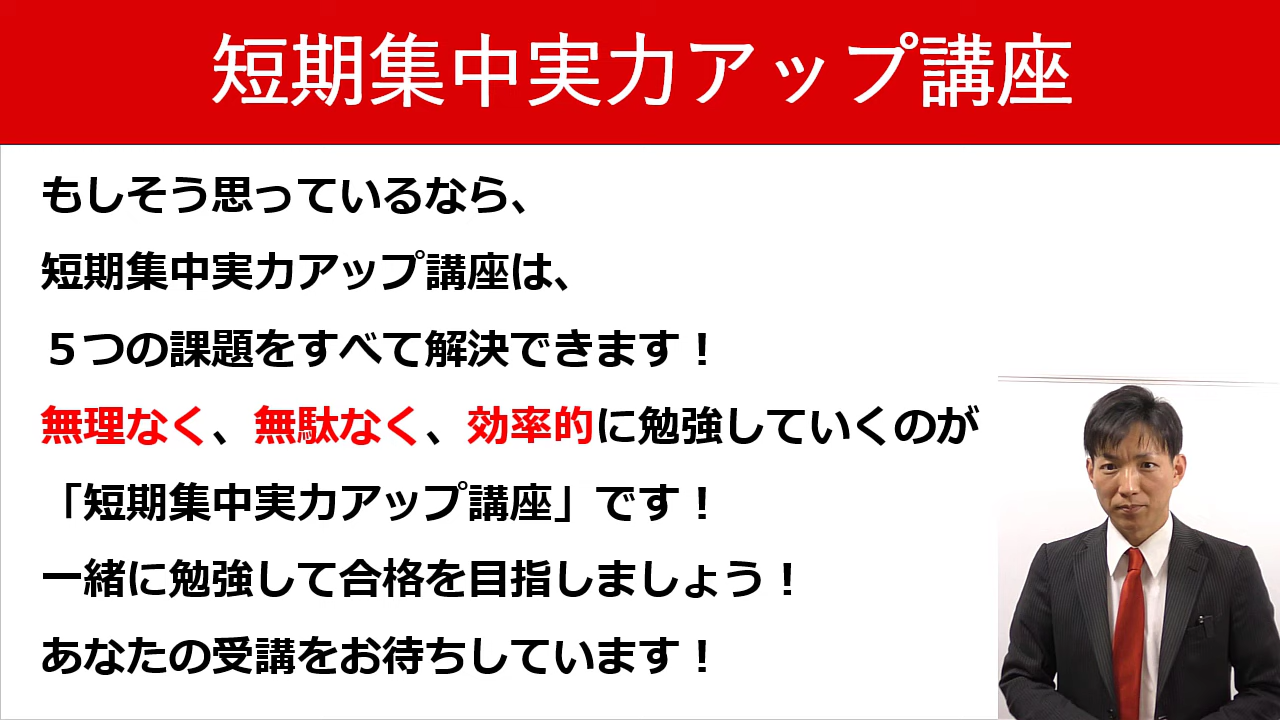 短期集中実力アップ講座
もしそう思っているなら、
短期集中実力アップ講座は、
５つの課題をすべて解決できます！
無理なく、無駄なく、効率的に勉強していくのが
「短期集中実力アップ講座」です！
一緒に勉強して合格を目指しましょう！
あなたの受講をお待ちしています！